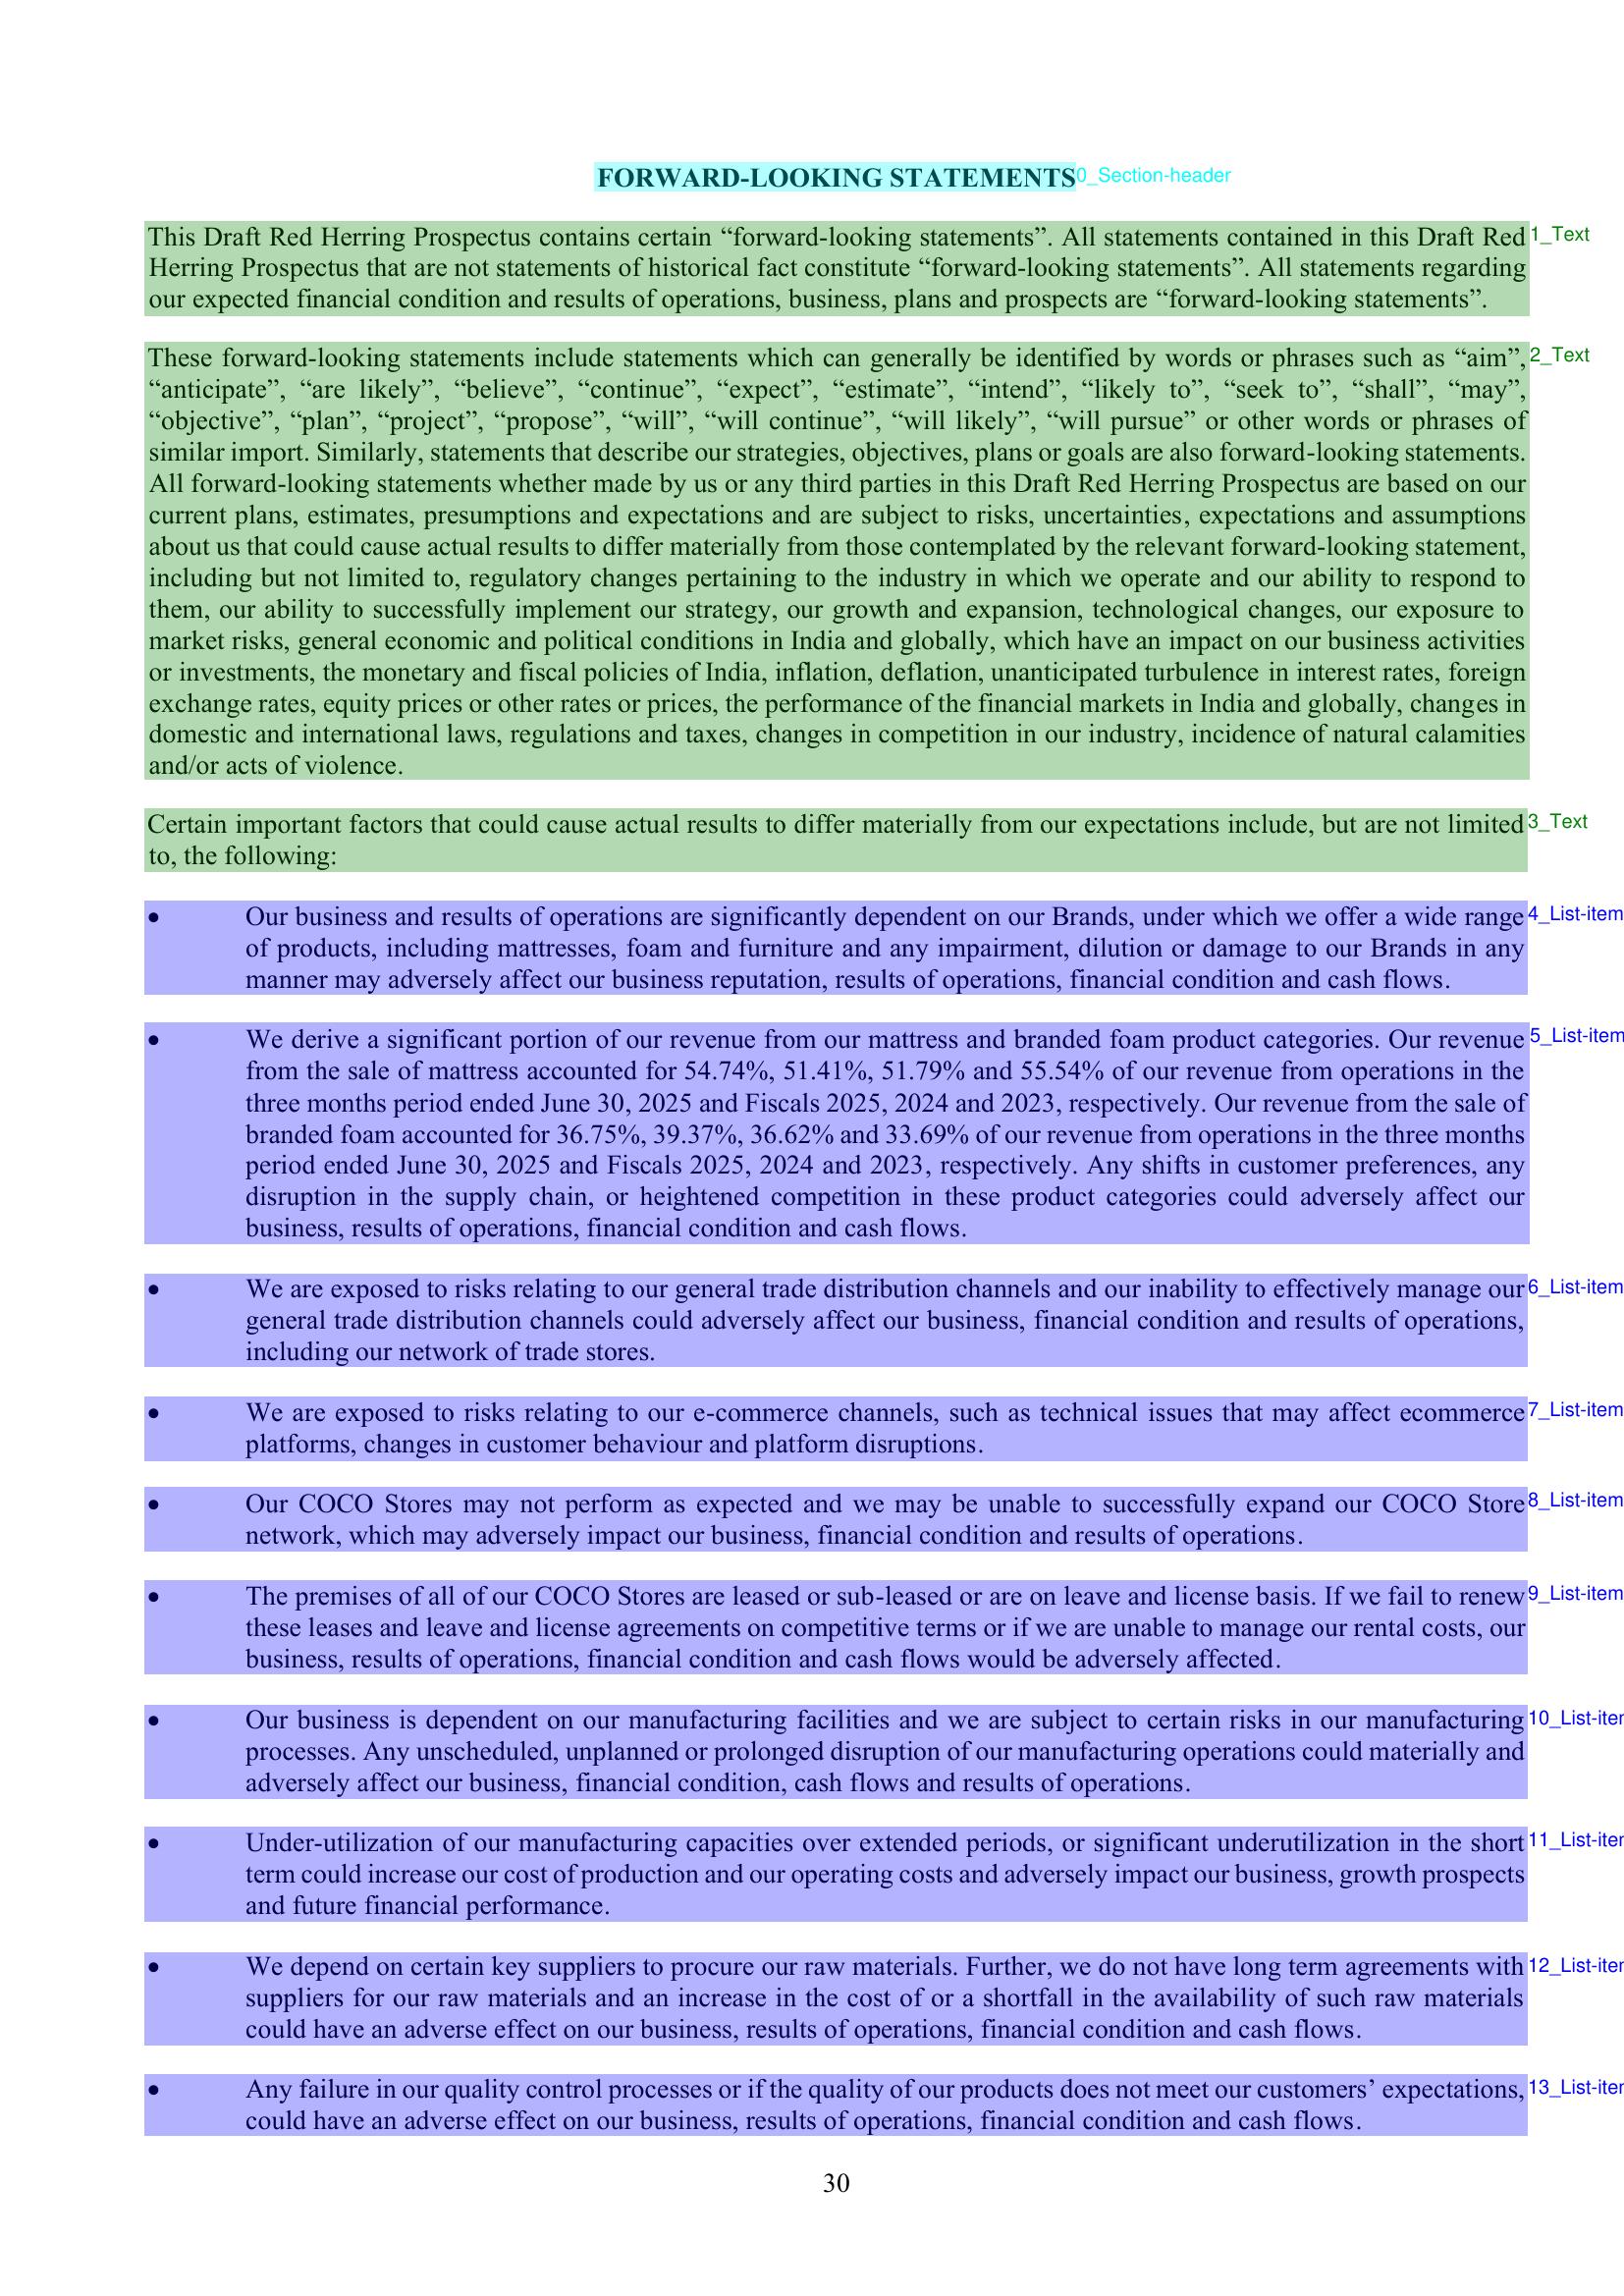 FORWARD-LOOKING STATEMENTS0_Section-header
This Draft Red Herring Prospectus contains certain “forward-looking statements”. All statements contained in this Draft Red 1_Text
Herring Prospectus that are not statements of historical fact constitute “forward-looking statements”. All statements regarding
our expected financial condition and results of operations, business, plans and prospects are “forward-looking statements”.
These forward-looking statements include statements which can generally be identified by words or phrases such as “aim”, 2_Text
“anticipate”, “are likely”, “believe”, “continue”, “expect”, “estimate”, “intend”, “likely to”, “seek to”, “shall”, “may”,
“objective”, “plan”, “project”, “propose”, “will”, “will continue”, “will likely”, “will pursue” or other words or phrases of
similar import. Similarly, statements that describe our strategies, objectives, plans or goals are also forward-looking statements.
All forward-looking statements whether made by us or any third parties in this Draft Red Herring Prospectus are based on our
current plans, estimates, presumptions and expectations and are subject to risks, uncertainties, expectations and assumptions
about us that could cause actual results to differ materially from those contemplated by the relevant forward-looking statement,
including but not limited to, regulatory changes pertaining to the industry in which we operate and our ability to respond to
them, our ability to successfully implement our strategy, our growth and expansion, technological changes, our exposure to
market risks, general economic and political conditions in India and globally, which have an impact on our business activities
or investments, the monetary and fiscal policies of India, inflation, deflation, unanticipated turbulence in interest rates, foreign
exchange rates, equity prices or other rates or prices, the performance of the financial markets in India and globally, changes in
domestic and international laws, regulations and taxes, changes in competition in our industry, incidence of natural calamities
and/or acts of violence.
Certain important factors that could cause actual results to differ materially from our expectations include, but are not limited 3_Text
to, the following:
• Our business and results of operations are significantly dependent on our Brands, under which we offer a wide range 4_List-item
of products, including mattresses, foam and furniture and any impairment, dilution or damage to our Brands in any
manner may adversely affect our business reputation, results of operations, financial condition and cash flows.
• We derive a significant portion of our revenue from our mattress and branded foam product categories. Our revenue 5_List-item
from the sale of mattress accounted for 54.74%, 51.41%, 51.79% and 55.54% of our revenue from operations in the
three months period ended June 30, 2025 and Fiscals 2025, 2024 and 2023, respectively. Our revenue from the sale of
branded foam accounted for 36.75%, 39.37%, 36.62% and 33.69% of our revenue from operations in the three months
period ended June 30, 2025 and Fiscals 2025, 2024 and 2023, respectively. Any shifts in customer preferences, any
disruption in the supply chain, or heightened competition in these product categories could adversely affect our
business, results of operations, financial condition and cash flows.
• We are exposed to risks relating to our general trade distribution channels and our inability to effectively manage our 6_List-item
general trade distribution channels could adversely affect our business, financial condition and results of operations,
including our network of trade stores.
• We are exposed to risks relating to our e-commerce channels, such as technical issues that may affect ecommerce 7_List-item
platforms, changes in customer behaviour and platform disruptions.
• Our COCO Stores may not perform as expected and we may be unable to successfully expand our COCO Store 8_List-item
network, which may adversely impact our business, financial condition and results of operations.
• The premises of all of our COCO Stores are leased or sub-leased or are on leave and license basis. If we fail to renew 9_List-item
these leases and leave and license agreements on competitive terms or if we are unable to manage our rental costs, our
business, results of operations, financial condition and cash flows would be adversely affected.
• Our business is dependent on our manufacturing facilities and we are subject to certain risks in our manufacturing 10_List-iter
processes. Any unscheduled, unplanned or prolonged disruption of our manufacturing operations could materially and
adversely affect our business, financial condition, cash flows and results of operations.
• Under-utilization of our manufacturing capacities over extended periods, or significant underutilization in the short 11_List-iter
term could increase our cost of production and our operating costs and adversely impact our business, growth prospects
and future financial performance.
• We depend on certain key suppliers to procure our raw materials. Further, we do not have long term agreements with 12_List-iter
suppliers for our raw materials and an increase in the cost of or a shortfall in the availability of such raw materials
could have an adverse effect on our business, results of operations, financial condition and cash flows.
• Any failure in our quality control processes or if the quality of our products does not meet our customers’ expectations, 13_List-iter
could have an adverse effect on our business, results of operations, financial condition and cash flows.
30